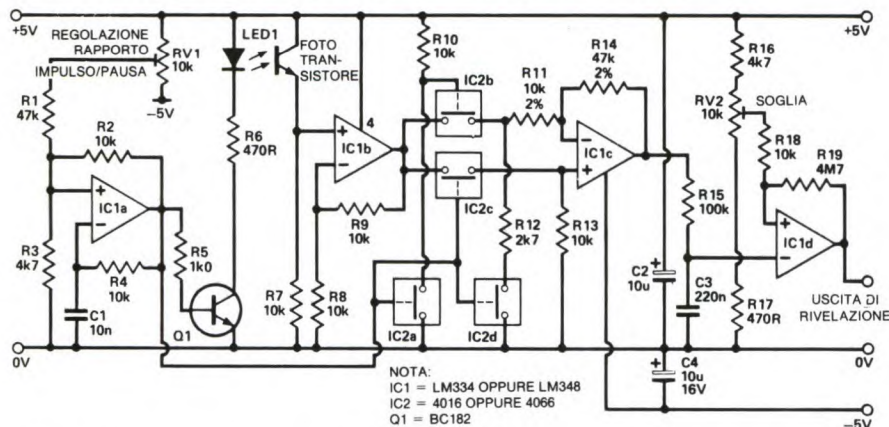 +5V
REGOLAZIONE
RAPPORTO
IMPULSO/PAUSA
RV1
10k
−5V
R1
47k
R2
10k
R3
4k7
IC1a
R4
10k
C1
10n
R5
1k0
Q1
LED1
R6
470R
FOTO
TRAN-
SISTORE
R7
10k
R8
10k
4
IC1b
R9
10k
R10
10k
IC2b
IC2c
IC2a
IC2d
R11
10k
2%
R12
2k7
R13
10k
R14
47k
2%
IC1c
R15
100k
C2
10u
C3
220n
+5V
R16
4k7
RV2
10k
SOGLIA
R18
10k
R19
4M7
IC1d
R17
470R
USCITA DI
RIVELAZIONE
0V
0V
C4
10u
16V
−5V
NOTA:
IC1 = LM334 OPPURE LM348
IC2 = 4016 OPPURE 4066
Q1 = BC182